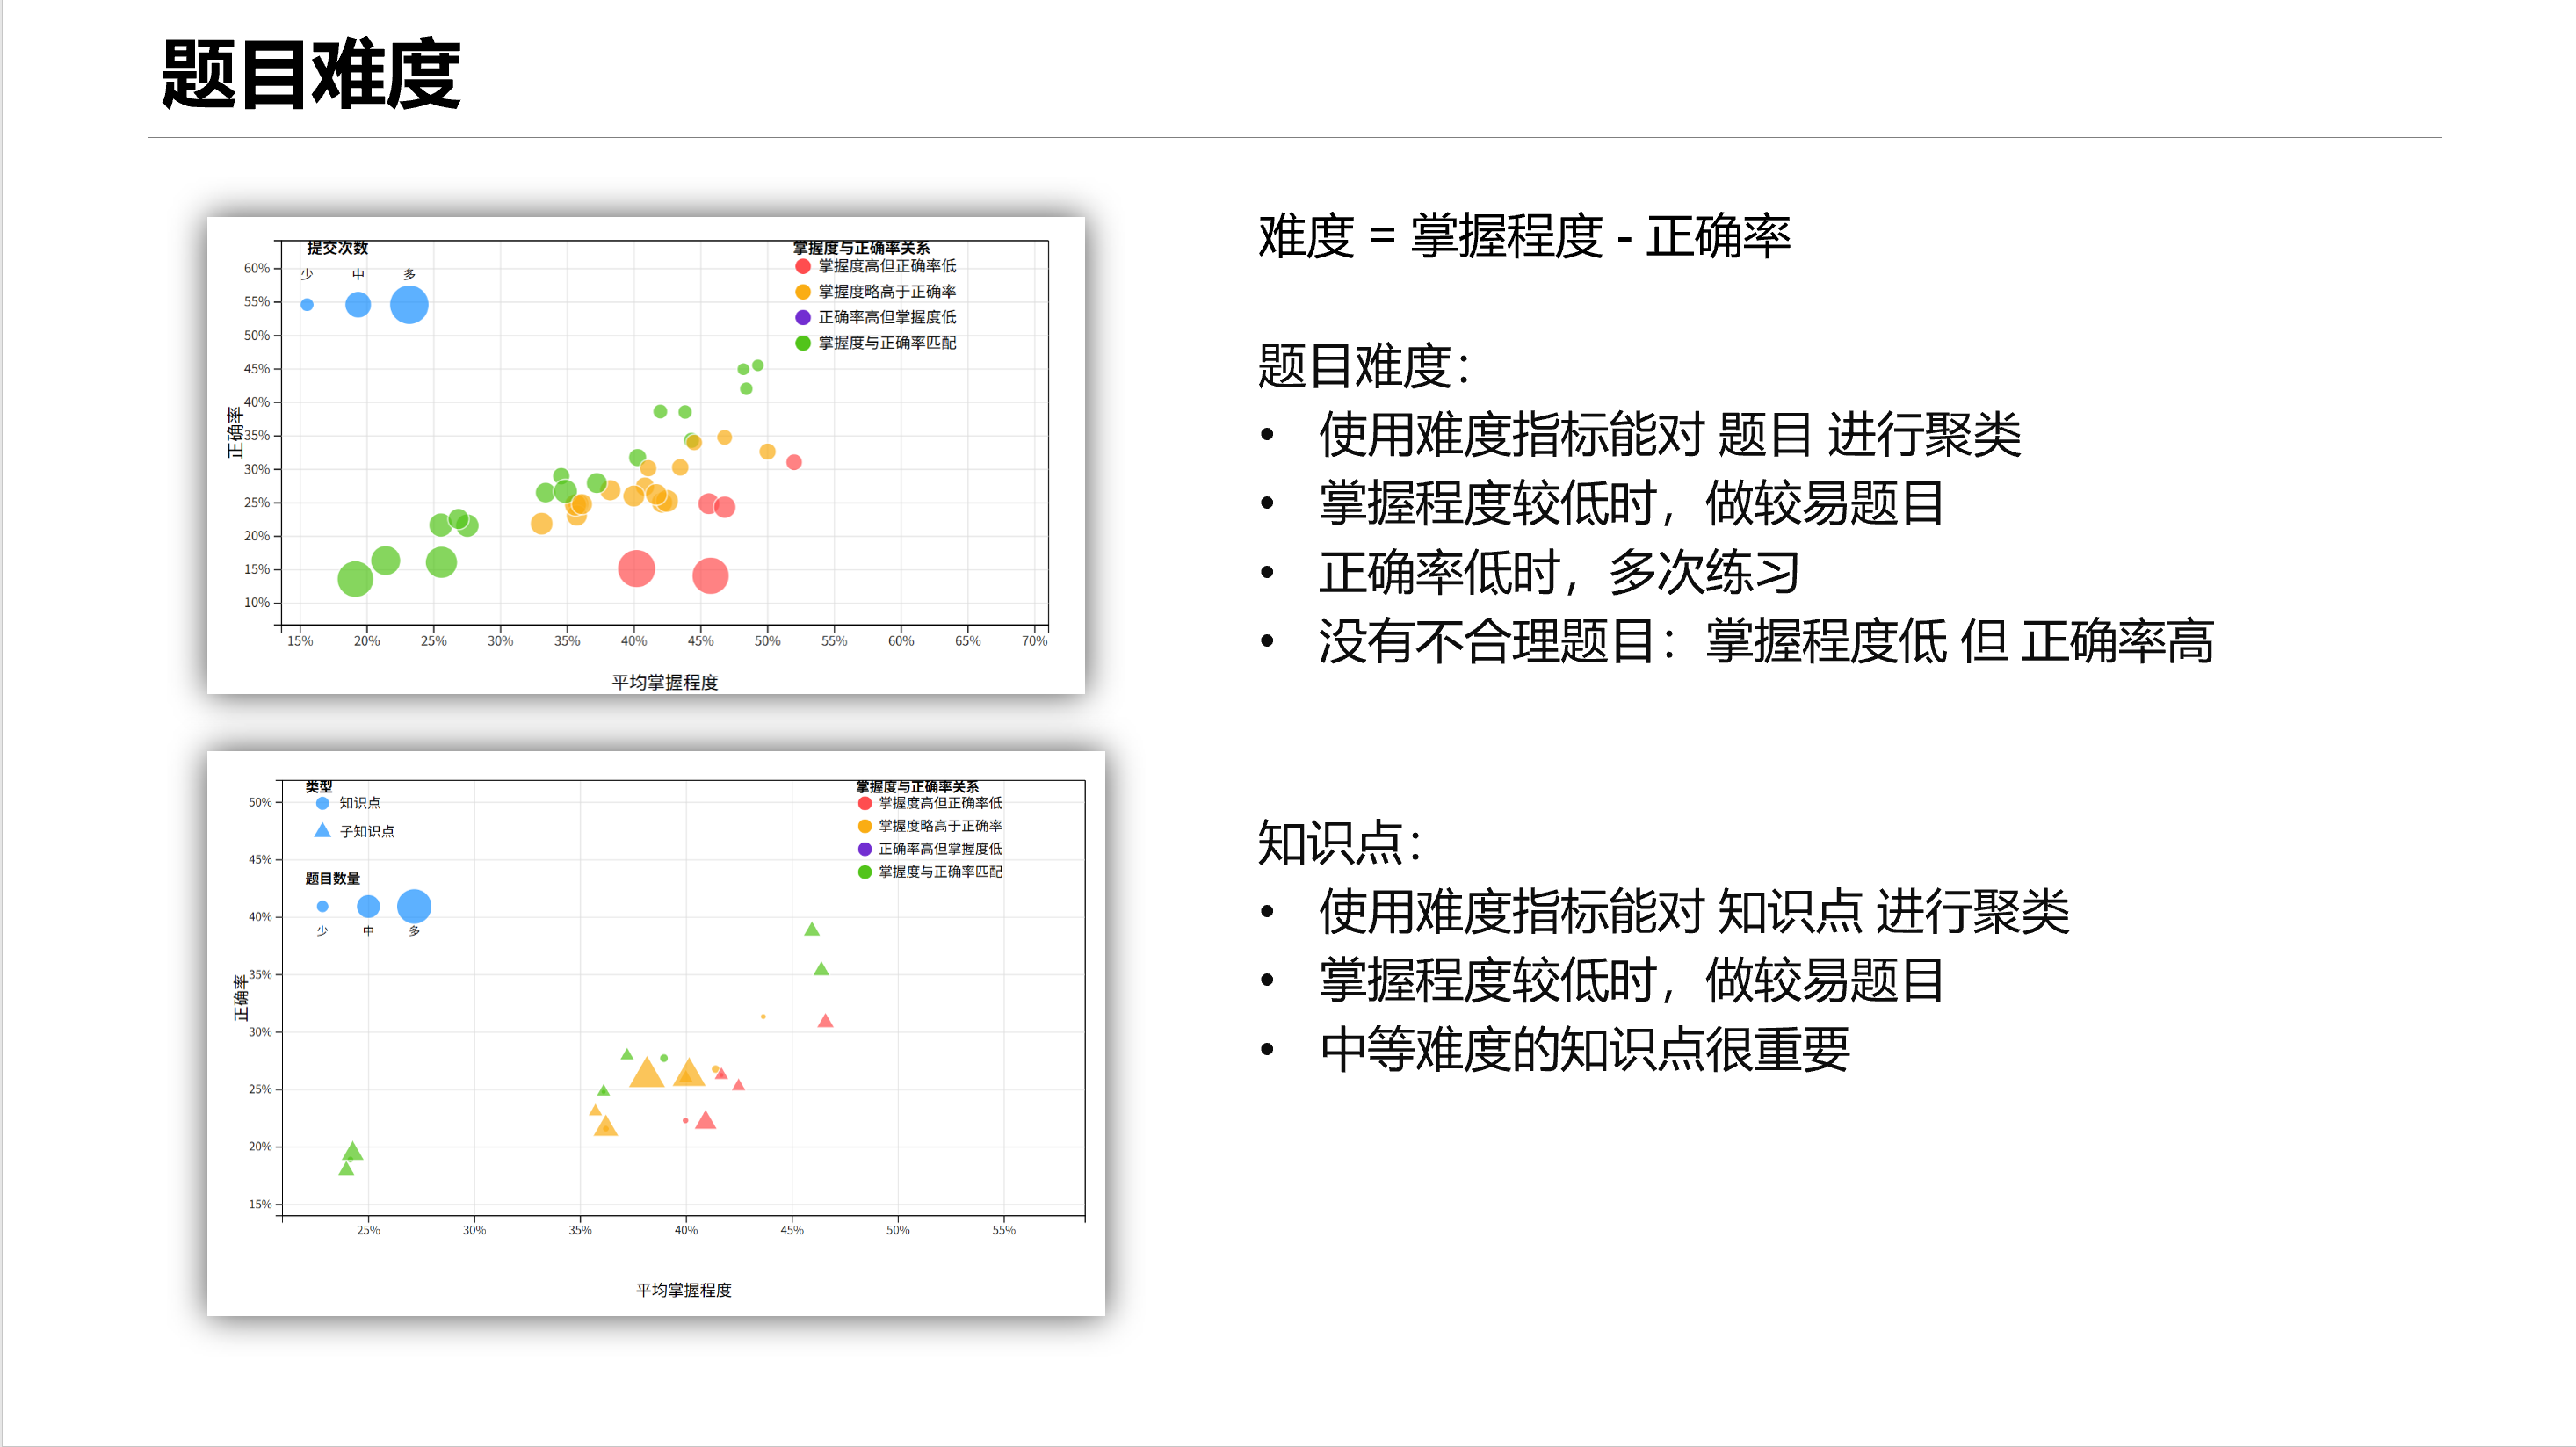 题目难度
提交次数
少 中 多
掌握度与正确率关系
掌握度高但正确率低
掌握度略高于正确率
正确率高但掌握度低
掌握度与正确率匹配
60%
55%
50%
45%
40%
35%
30%
25%
20%
15%
10%
正确率
15% 20% 25% 30% 35% 40% 45% 50% 55% 60% 65% 70%
平均掌握程度
难度 = 掌握程度 - 正确率
题目难度：
• 使用难度指标能对 题目 进行聚类
• 掌握程度较低时，做较易题目
• 正确率低时，多次练习
• 没有不合理题目：掌握程度低 但 正确率高
类型
知识点
子知识点
题目数量
少 中 多
掌握度与正确率关系
掌握度高但正确率低
掌握度略高于正确率
正确率高但掌握度低
掌握度与正确率匹配
50%
45%
40%
35%
30%
25%
20%
15%
正确率
25% 30% 35% 40% 45% 50% 55%
平均掌握程度
知识点：
• 使用难度指标能对 知识点 进行聚类
• 掌握程度较低时，做较易题目
• 中等难度的知识点很重要